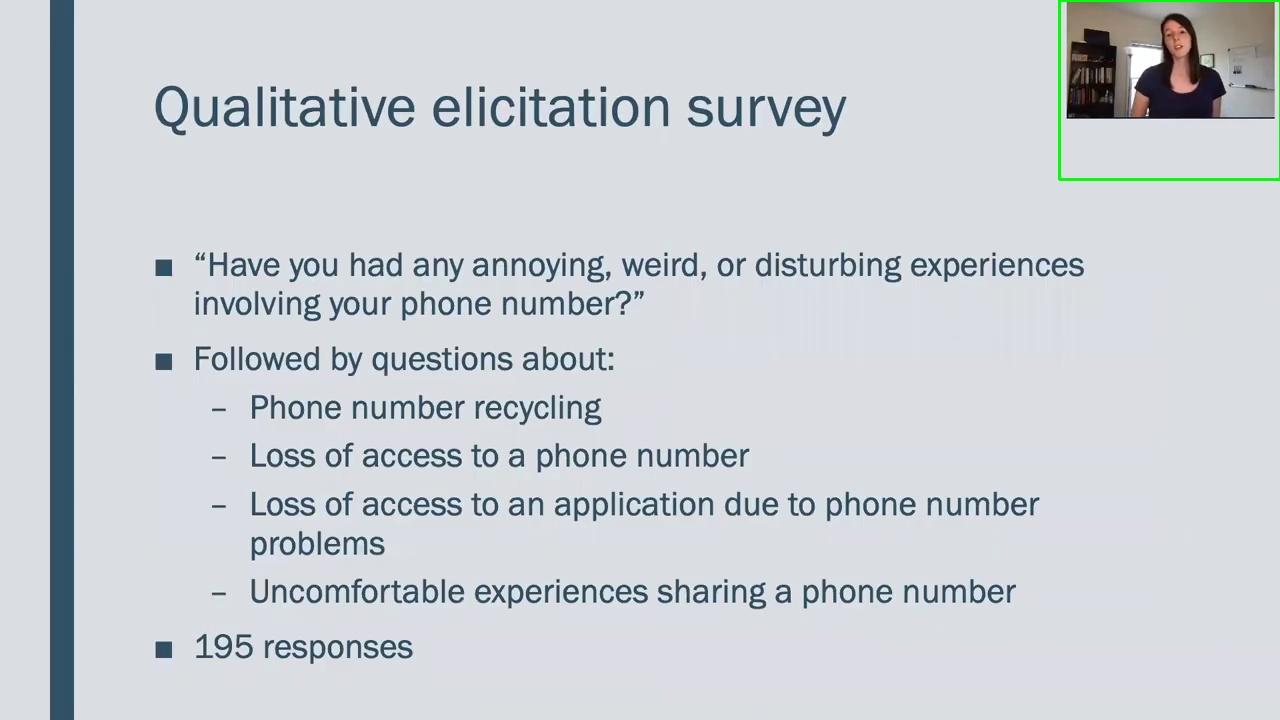 Qualitative elicitation survey
■ “Have you had any annoying, weird, or disturbing experiences
involving your phone number?”
■ Followed by questions about:
– Phone number recycling
– Loss of access to a phone number
– Loss of access to an application due to phone number
problems
– Uncomfortable experiences sharing a phone number
■ 195 responses